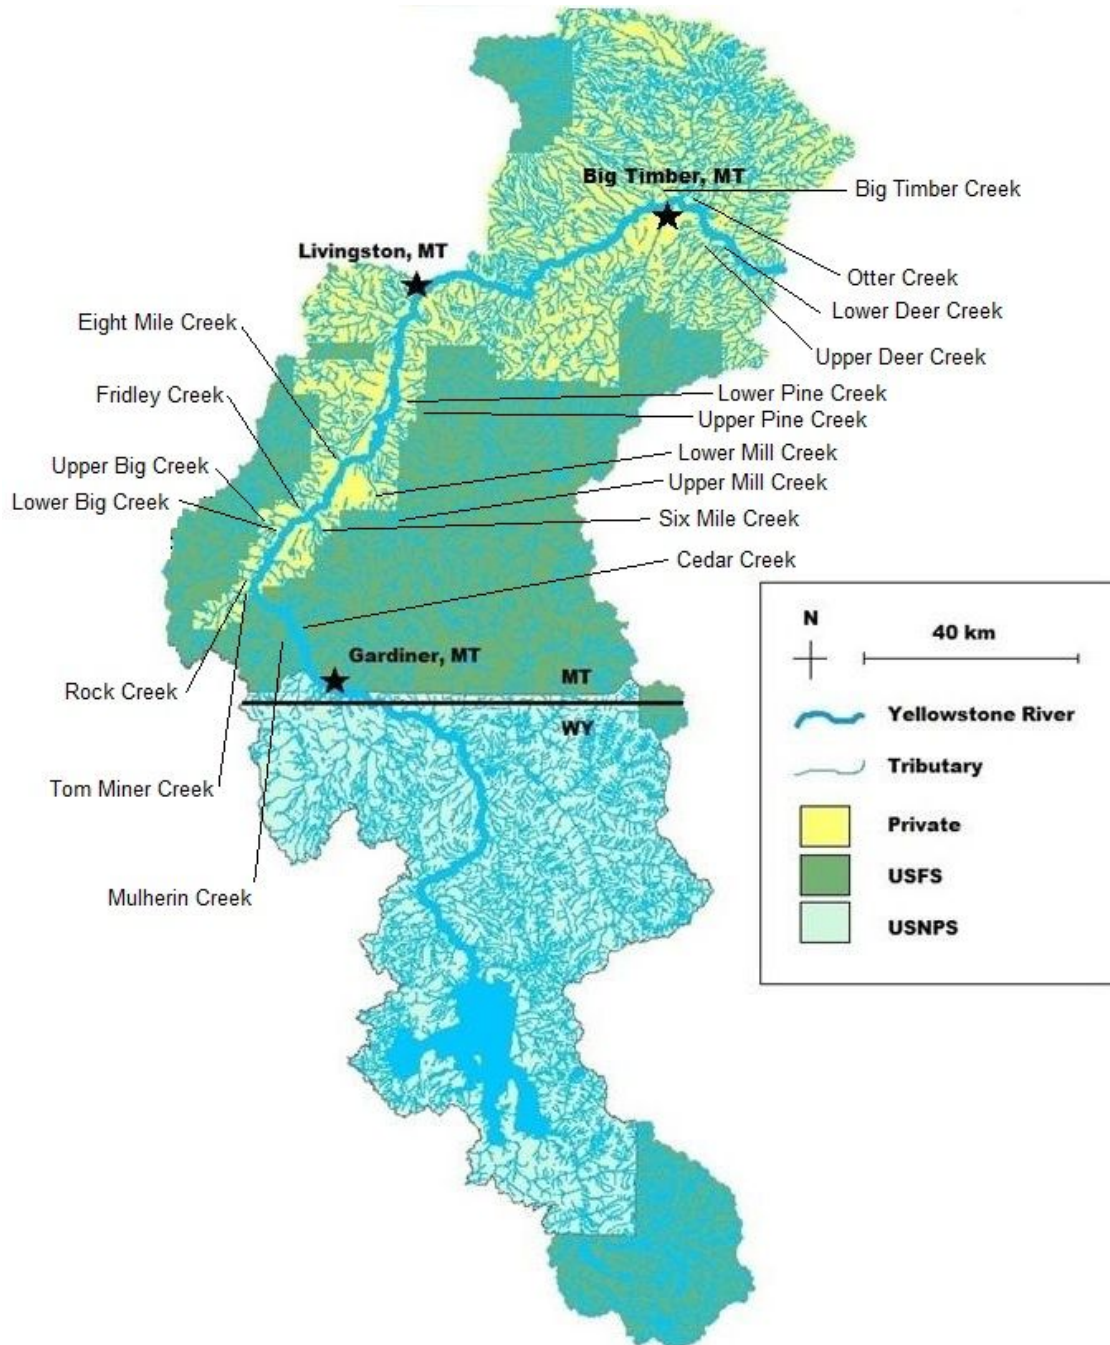 Big Timber, MT
Big Timber Creek
Livingston, MT
Otter Creek
Lower Deer Creek
Eight Mile Creek
Upper Deer Creek
Fridley Creek
Lower Pine Creek
Upper Pine Creek
Upper Big Creek
Lower Mill Creek
Lower Big Creek
Upper Mill Creek
Six Mile Creek
Cedar Creek
Gardiner, MT
MT
Rock Creek
WY
Tom Miner Creek
Mulherin Creek
N
40 km
Yellowstone River
Tributary
Private
USFS
USNPS